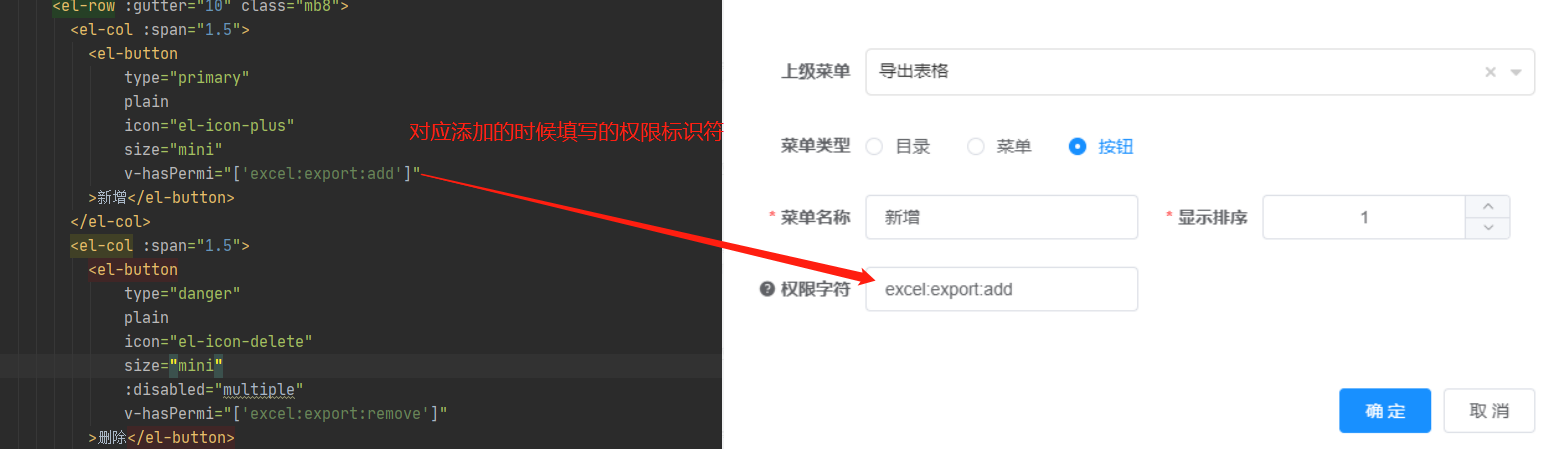 <el-row :gutter="10" class="mb8">
<el-col :span="1.5">
<el-button
type="primary"
plain
icon="el-icon-plus"
size="mini"
v-hasPermi="['excel:export:add']"
>新增</el-button>
</el-col>
<el-col :span="1.5">
<el-button
type="danger"
plain
icon="el-icon-delete"
size="mini"
:disabled="multiple"
v-hasPermi="['excel:export:remove']"
>删除</el-button>
对应添加的时候填写的权限标识符
上级菜单 导出表格
菜单类型 目录 菜单 按钮
* 菜单名称 新增 * 显示排序 1
权限字符 excel:export:add
确 定 取 消